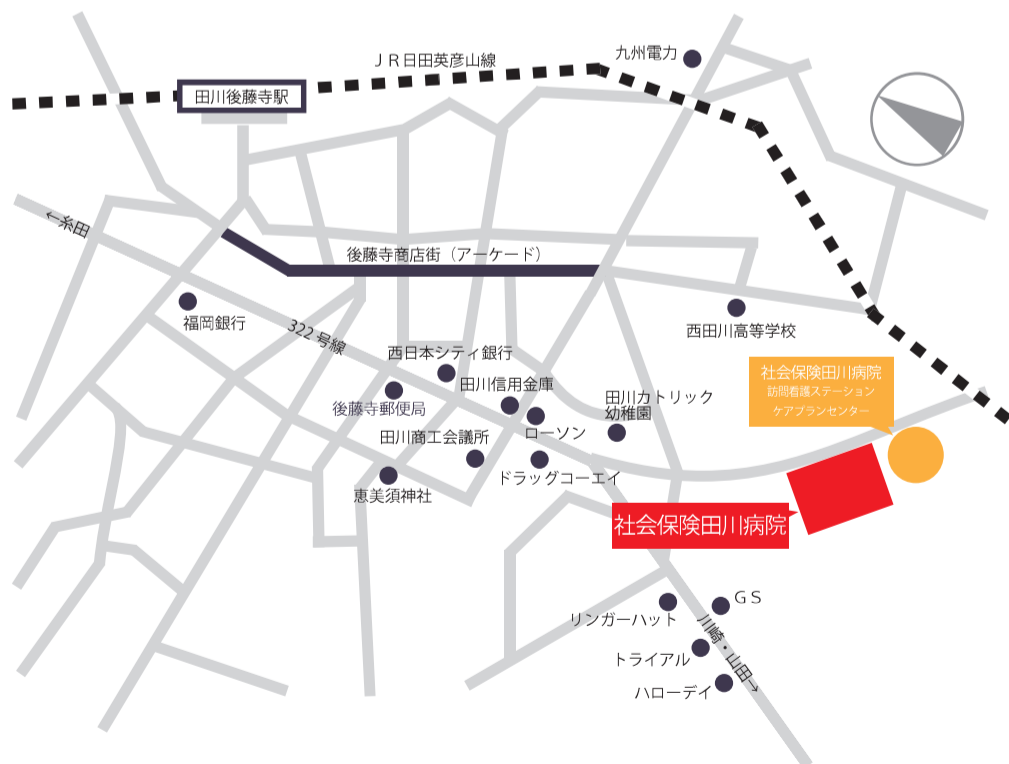 九州電力
ＪＲ日田英彦山線
田川後藤寺駅
←糸田
後藤寺商店街（アーケード）
福岡銀行
322 号線
西田川高等学校
西日本シティ銀行
社会保険田川病院
訪問看護ステーション
ケアプランセンター
田川信用金庫
後藤寺郵便局
田川カトリック
幼稚園
ローソン
田川商工会議所
ドラッグコーエイ
恵美須神社
社会保険田川病院
ＧＳ
リンガーハット
川崎・山田→
トライアル
ハローデイ